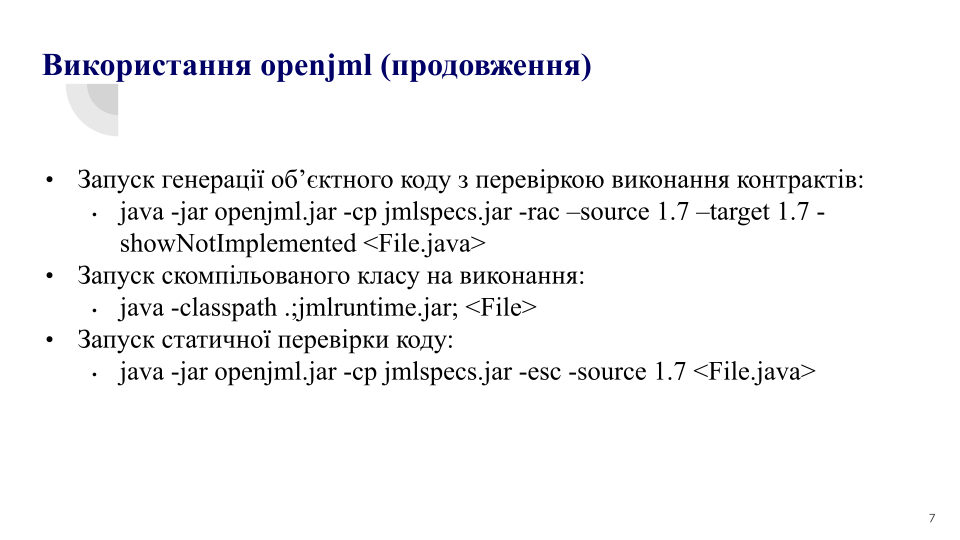 Використання openjml (продовження)
• Запуск генерації об’єктного коду з перевіркою виконання контрактів:
• java -jar openjml.jar -cp jmlspecs.jar -rac –source 1.7 –target 1.7 -
showNotImplemented <File.java>
• Запуск скомпільованого класу на виконання:
• java -classpath .;jmlruntime.jar; <File>
• Запуск статичної перевірки коду:
• java -jar openjml.jar -cp jmlspecs.jar -esc -source 1.7 <File.java>
7